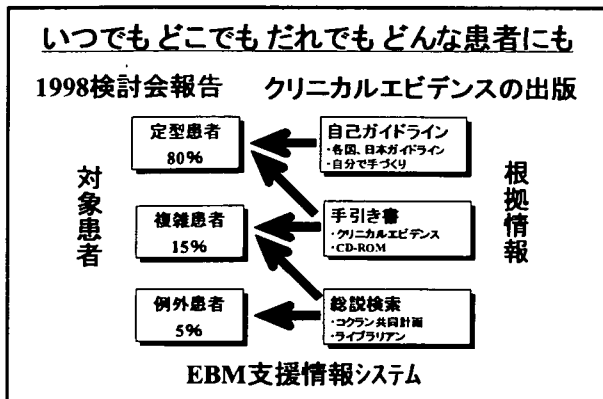 いつでも どこでも だれでも どんな患者にも
1998検討会報告 クリニカルエビデンスの出版
対象患者
定型患者
80%
複雑患者
15%
例外患者
5%
自己ガイドライン
・各国、日本ガイドライン
・自分で手づくり
手引き書
・クリニカルエビデンス
・CD-ROM
総説検索
・コクラン共同計画
・ライブラリアン
根拠情報
EBM支援情報システム